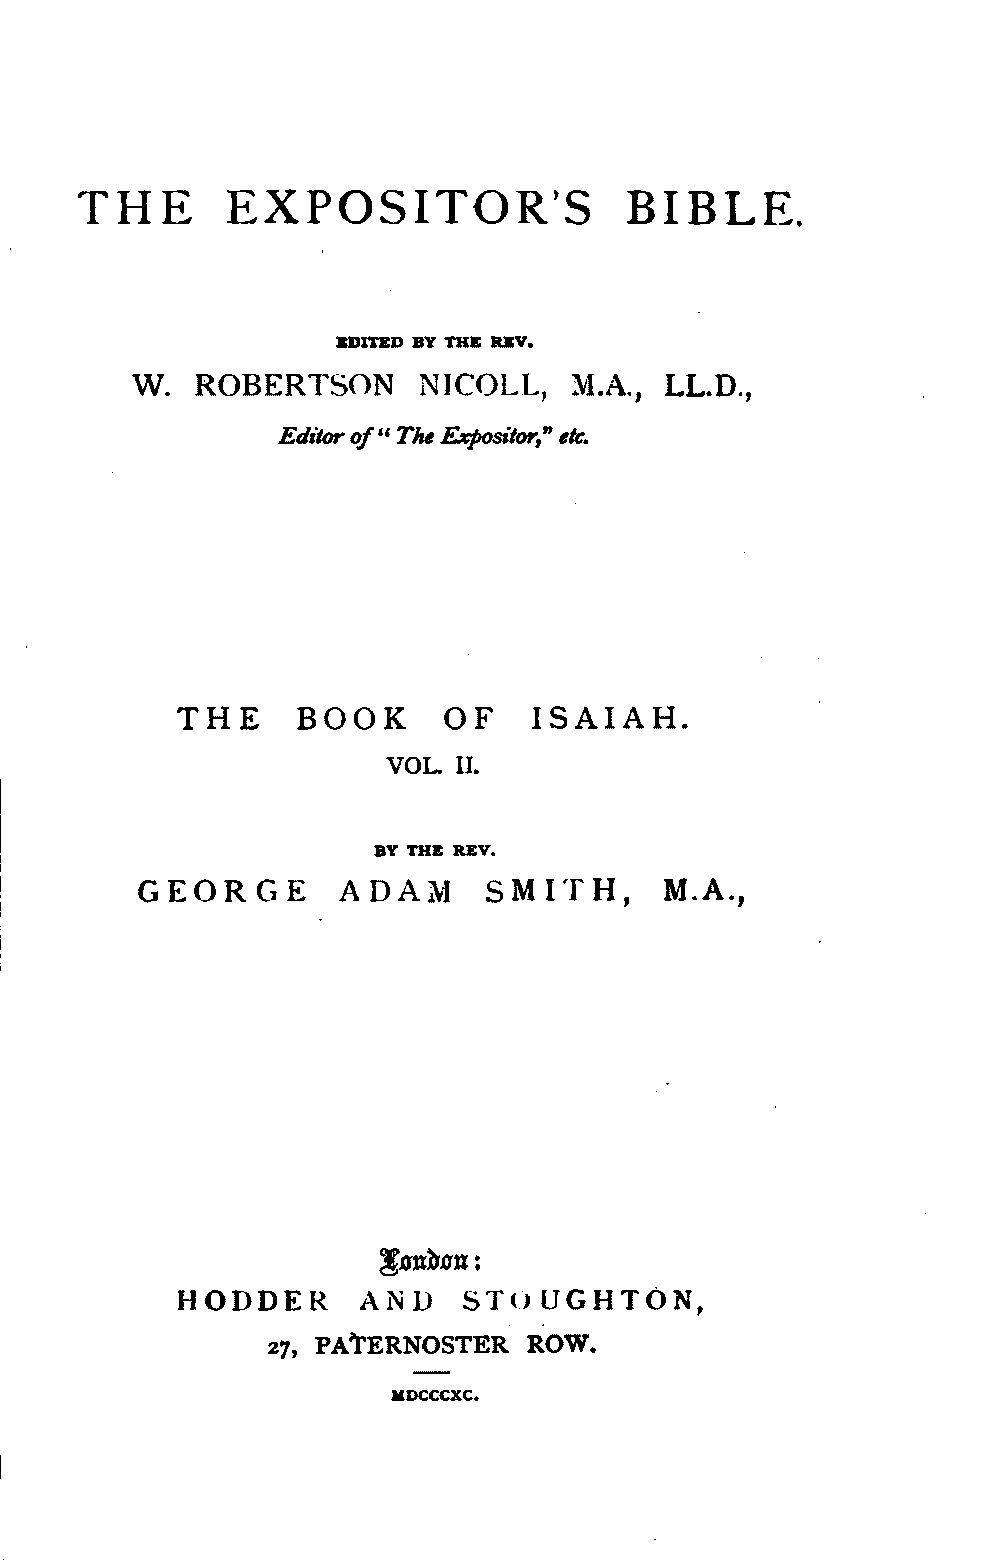 THE EXPOSITOR'S BIBLE.
EDITED BY THE REV.
W. ROBERTSON NICOLL, M.A., LL.D.,
Editor of "The Expositor," etc.
THE BOOK OF ISAIAH.
VOL. II.
BY THE REV.
GEORGE ADAM SMITH, M.A.,
London:
HODDER AND STOUGHTON,
27, PATERNOSTER ROW.
MDCCCXC.